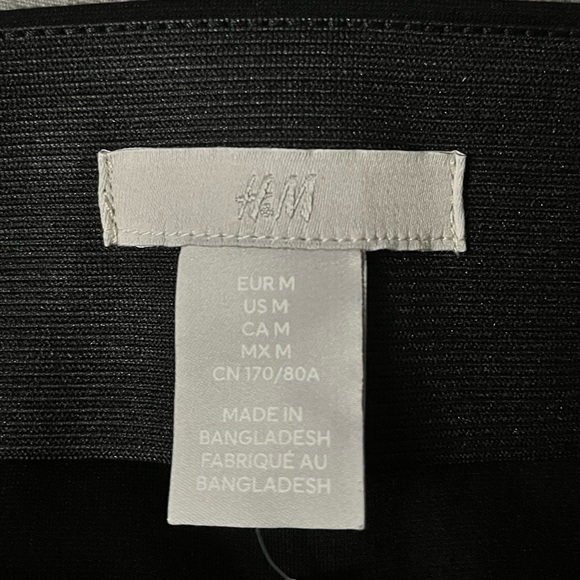 H&M
EUR M
US M
CA M
MX M
CN 170/80A
MADE IN
BANGLADESH
FABRIQUÉ AU
BANGLADESH